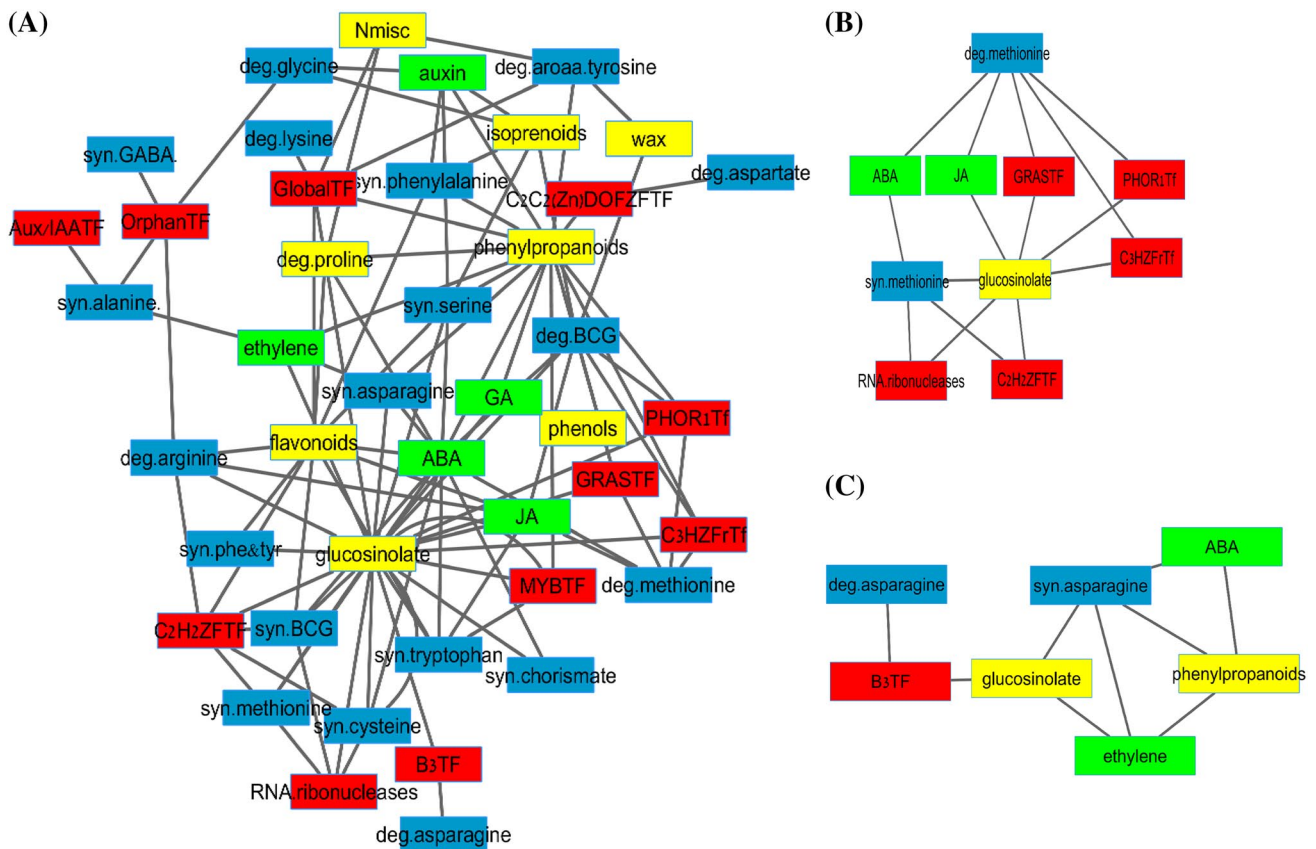 (A)
Nmisc
deg.glycine
auxin
deg.aroaa.tyrosine
deg.lysine
isoprenoids
wax
syn.GABA.
GlobalTF
syn.phenylalanine
C2C2(Zn)DOFZFTF
deg.aspartate
Aux/IAATF
OrphanTF
deg.proline
phenylpropanoids
syn.alanine.
syn.serine
ethylene
deg.BCG
syn.asparagine
GA
PHOR1Tf
flavonoids
phenols
deg.arginine
ABA
GRASTF
JA
C3HZFrTf
syn.phe&tyr
glucosinolate
MYBTF
deg.methionine
C2H2ZFTF
syn.BCG
syn.tryptophan
syn.chorismate
syn.methionine
syn.cysteine
B3TF
RNA.ribonucleases
deg.asparagine
(B)
deg.methionine
ABA
JA
GRASTF
PHOR1Tf
C3HZFrTf
syn.methionine
glucosinolate
RNA.ribonucleases
C2H2ZFTF
(C)
ABA
deg.asparagine
syn.asparagine
B3TF
glucosinolate
phenylpropanoids
ethylene